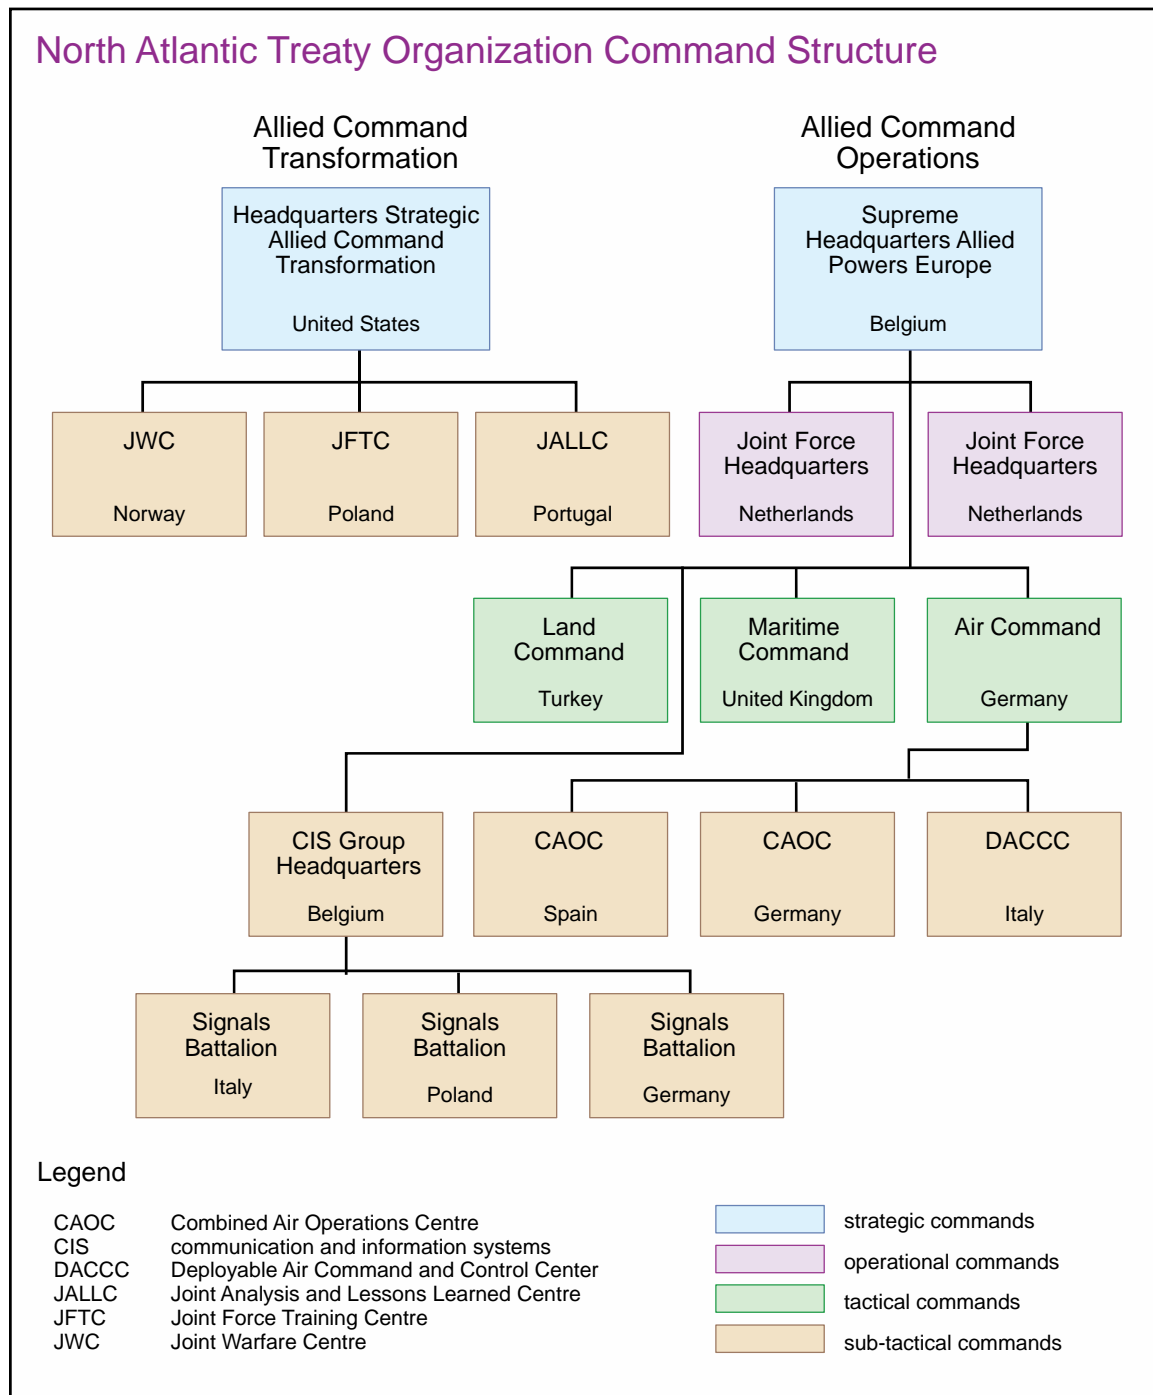 North Atlantic Treaty Organization Command Structure
Allied Command
Transformation
Allied Command
Operations
Headquarters Strategic
Allied Command
Transformation
United States
Supreme
Headquarters Allied
Powers Europe
Belgium
JWC
Norway
JFTC
Poland
JALLC
Portugal
Joint Force
Headquarters
Netherlands
Joint Force
Headquarters
Netherlands
Land
Command
Turkey
Maritime
Command
United Kingdom
Air Command
Germany
CIS Group
Headquarters
Belgium
CAOC
Spain
CAOC
Germany
DACCC
Italy
Signals
Battalion
Italy
Signals
Battalion
Poland
Signals
Battalion
Germany
Legend
CAOC Combined Air Operations Centre
CIS communication and information systems
DACCC Deployable Air Command and Control Center
JALLC Joint Analysis and Lessons Learned Centre
JFTC Joint Force Training Centre
JWC Joint Warfare Centre
strategic commands
operational commands
tactical commands
sub-tactical commands